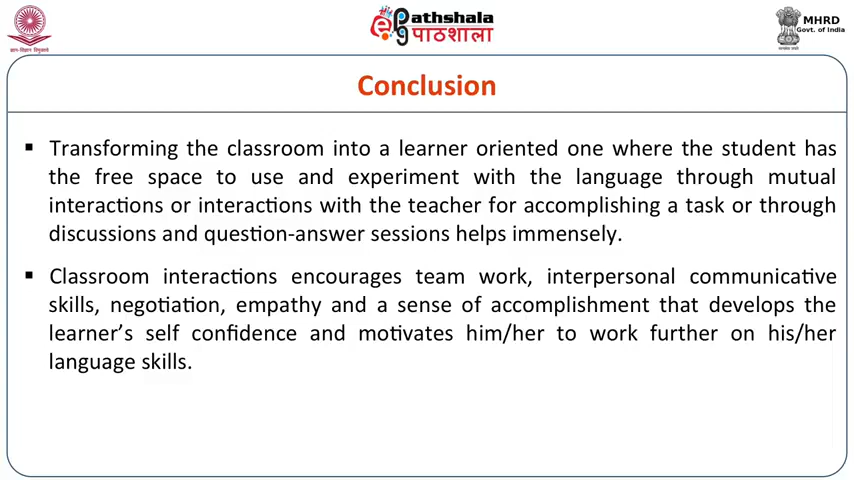 ePathshala
पाठशाला
MHRD
Govt. of India
Conclusion
▪ Transforming the classroom into a learner oriented one where the student has
the free space to use and experiment with the language through mutual
interactions or interactions with the teacher for accomplishing a task or through
discussions and question-answer sessions helps immensely.
▪ Classroom interactions encourages team work, interpersonal communicative
skills, negotiation, empathy and a sense of accomplishment that develops the
learner’s self confidence and motivates him/her to work further on his/her
language skills.